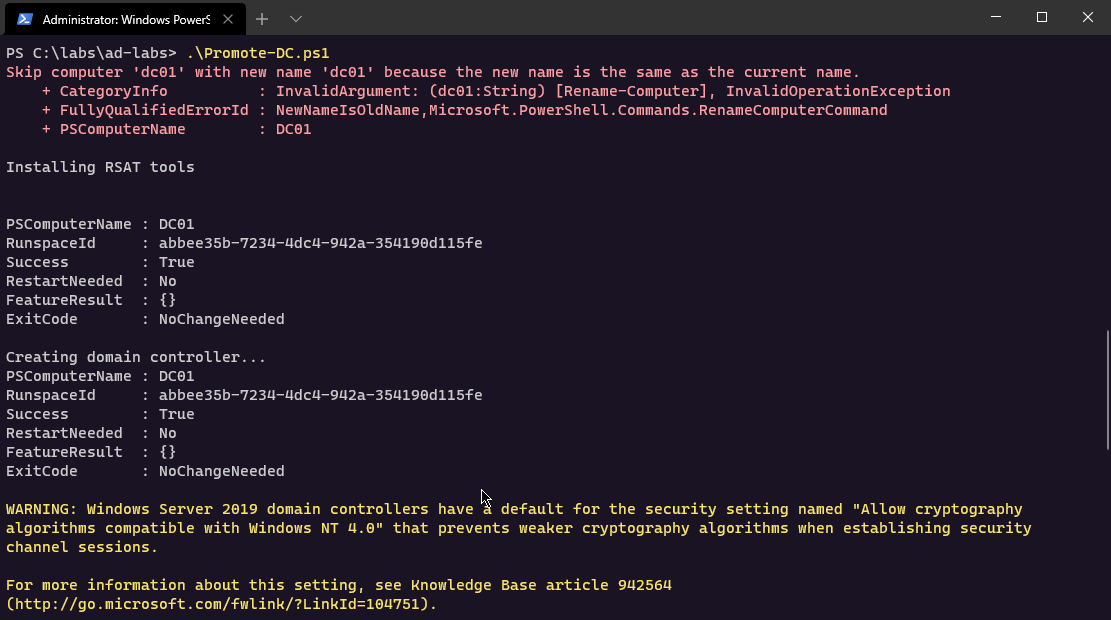 Administrator: Windows PowerS
PS C:\labs\ad-labs> .\Promote-DC.ps1
Skip computer 'dc01' with new name 'dc01' because the new name is the same as the current name.
    + CategoryInfo          : InvalidArgument: (dc01:String) [Rename-Computer], InvalidOperationException
    + FullyQualifiedErrorId : NewNameIsOldName,Microsoft.PowerShell.Commands.RenameComputerCommand
    + PSComputerName        : DC01
Installing RSAT tools
PSComputerName : DC01
RunspaceId     : abbee35b-7234-4dc4-942a-354190d115fe
Success        : True
RestartNeeded  : No
FeatureResult  : {}
ExitCode       : NoChangeNeeded
Creating domain controller...
PSComputerName : DC01
RunspaceId     : abbee35b-7234-4dc4-942a-354190d115fe
Success        : True
RestartNeeded  : No
FeatureResult  : {}
ExitCode       : NoChangeNeeded
WARNING: Windows Server 2019 domain controllers have a default for the security setting named "Allow cryptography
algorithms compatible with Windows NT 4.0" that prevents weaker cryptography algorithms when establishing security
channel sessions.
For more information about this setting, see Knowledge Base article 942564
(http://go.microsoft.com/fwlink/?LinkId=104751).